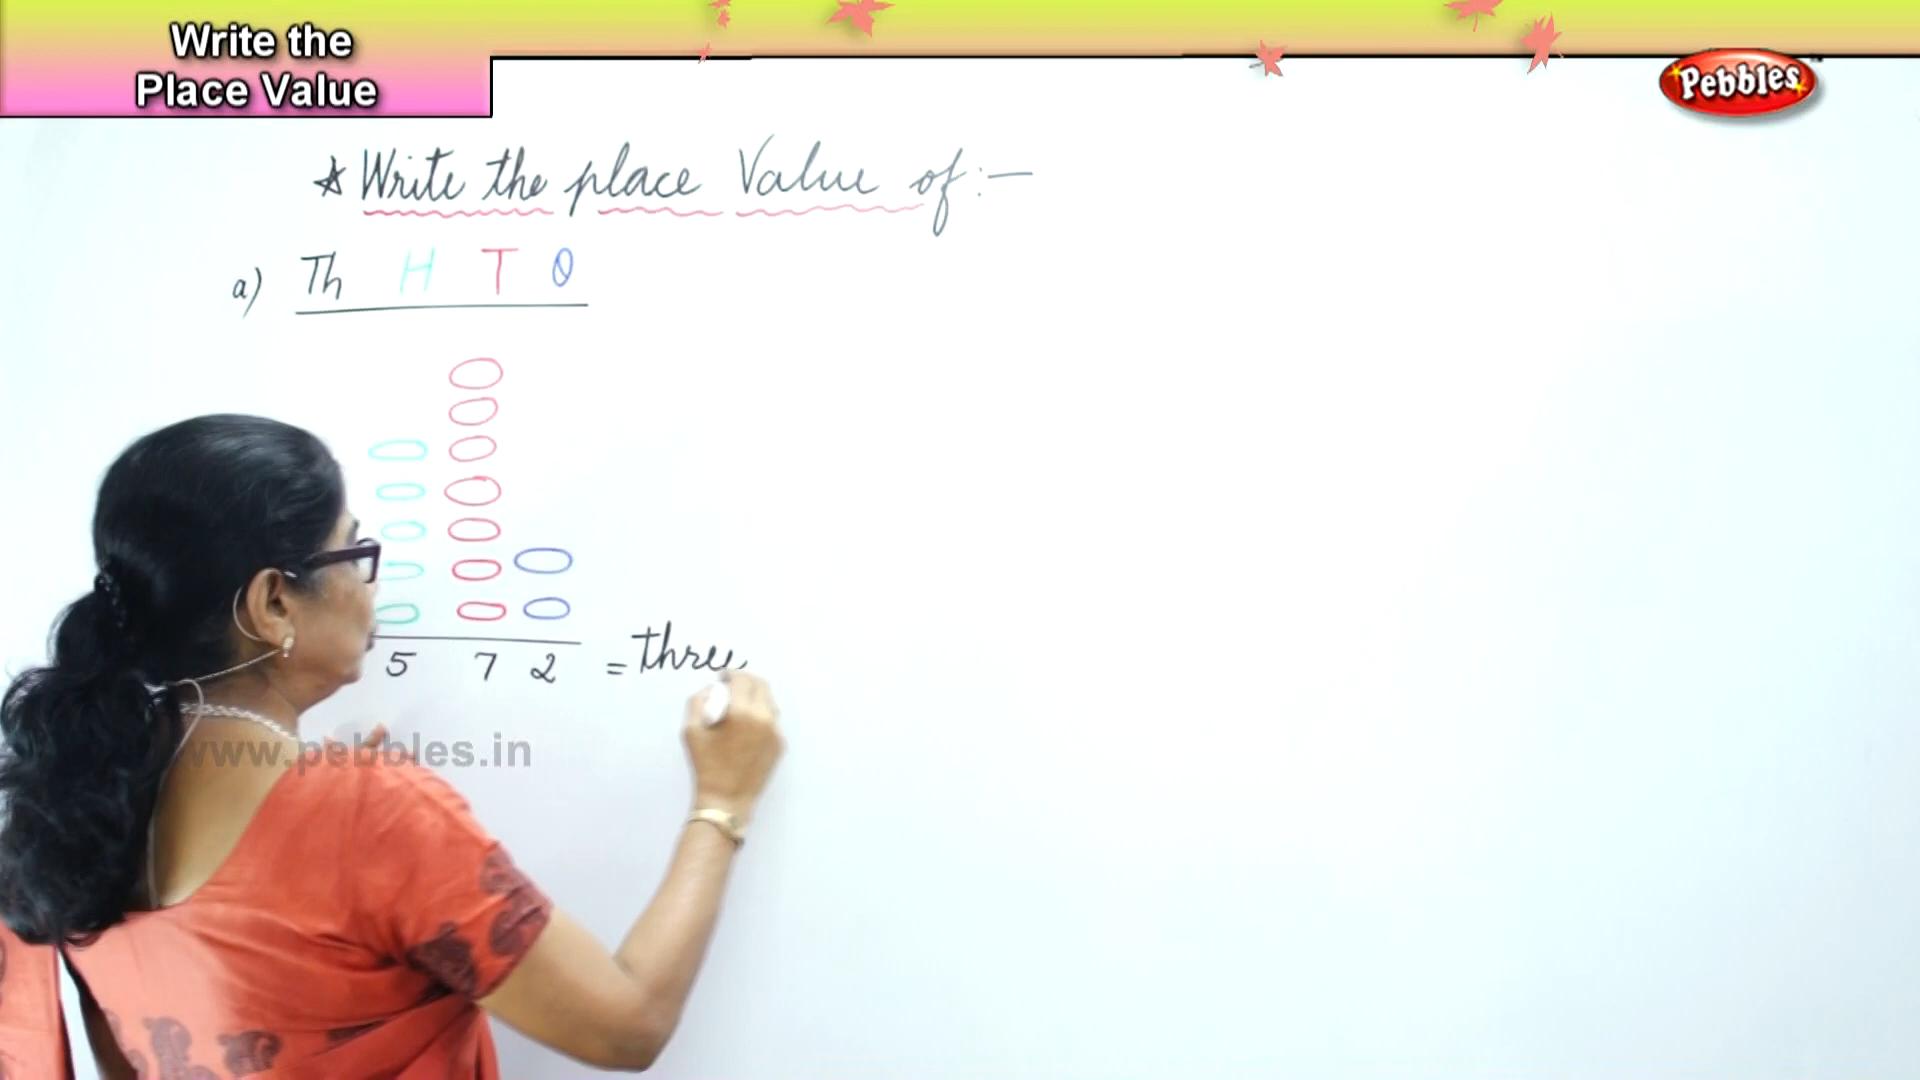 Write the
Place Value
Pebbles
* Write the place Value of:-
a) Th H T O
5 7 2 = three
www.pebbles.in